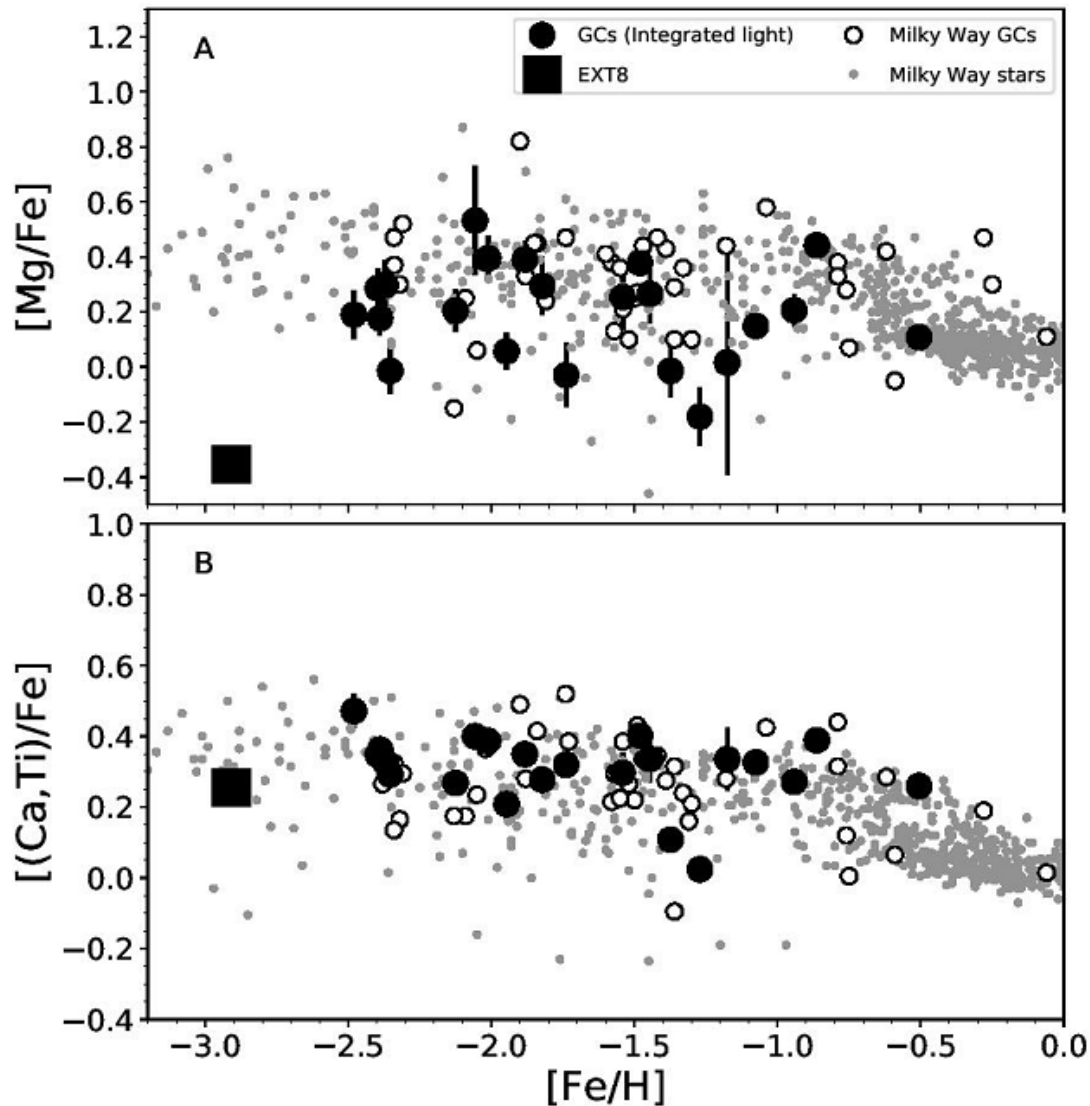 A
GCs (Integrated light)
Milky Way GCs
EXT8
Milky Way stars
[Mg/Fe]
1.2
1.0
0.8
0.6
0.4
0.2
0.0
−0.2
−0.4
B
[(Ca,Ti)/Fe]
1.0
0.8
0.6
0.4
0.2
0.0
−0.2
−0.4
−3.0 −2.5 −2.0 −1.5 −1.0 −0.5 0.0
[Fe/H]